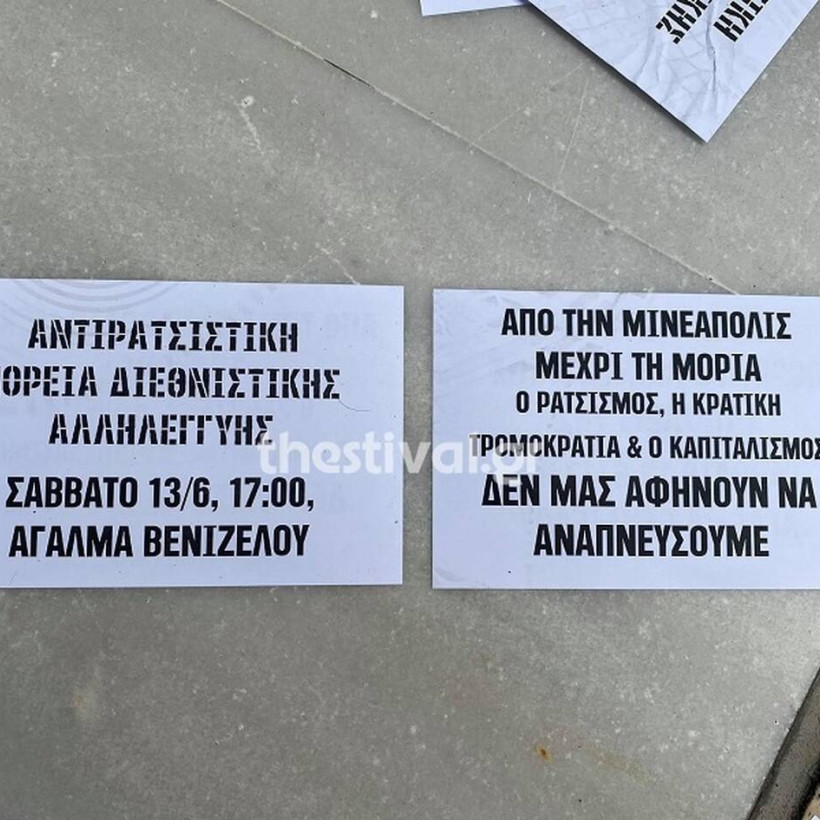 ΑΝΤΙΡΑΤΣΙΣΤΙΚΗ
ΟΡΕΙΑ ΔΙΕΘΝΙΣΤΙΚΗΣ
ΑΛΛΗΛΕΓΓΥΗΣ
ΣΑΒΒΑΤΟ 13/6, 17:00,
ΑΓΑΛΜΑ ΒΕΝΙΖΕΛΟΥ
ΑΠΟ ΤΗΝ ΜΙΝΕΑΠΟΛΙΣ
ΜΕΧΡΙ ΤΗ ΜΟΡΙΑ
Ο ΡΑΤΣΙΣΜΟΣ, Η ΚΡΑΤΙΚΗ
ΤΡΟΜΟΚΡΑΤΙΑ & Ο ΚΑΠΙΤΑΛΙΣΜΟΣ
ΔΕΝ ΜΑΣ ΑΦΗΝΟΥΝ ΝΑ
ΑΝΑΠΝΕΥΣΟΥΜΕ
thestival.gr